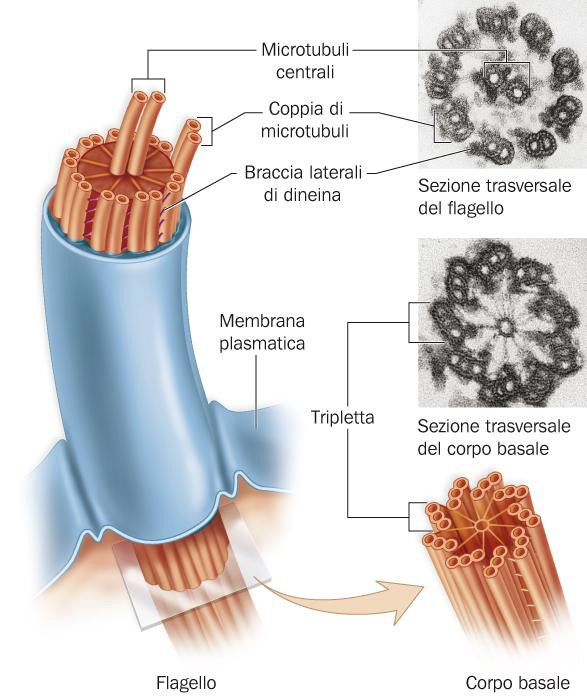 Microtubuli
centrali
Coppia di
microtubuli
Braccia laterali
di dineina
Sezione trasversale
del flagello
Membrana
plasmatica
Tripletta
Sezione trasversale
del corpo basale
Flagello
Corpo basale